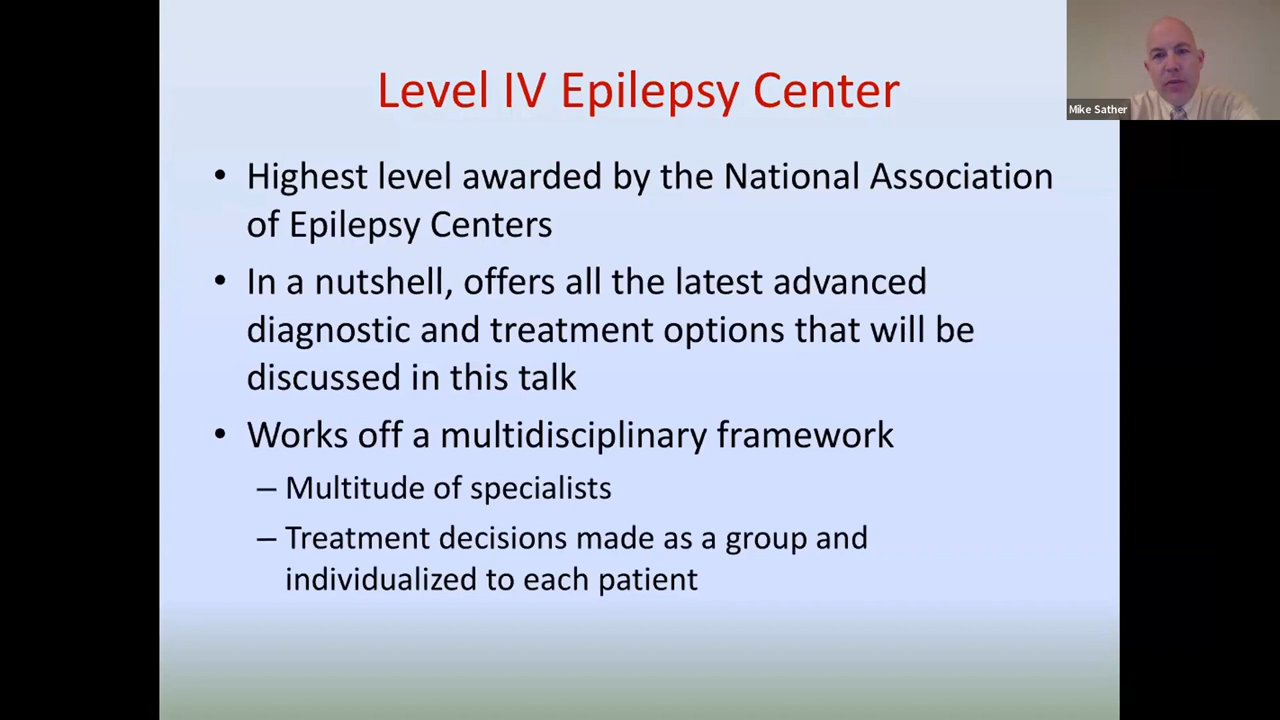 Level IV Epilepsy Center
Mike Sather
• Highest level awarded by the National Association
of Epilepsy Centers
• In a nutshell, offers all the latest advanced
diagnostic and treatment options that will be
discussed in this talk
• Works off a multidisciplinary framework
– Multitude of specialists
– Treatment decisions made as a group and
individualized to each patient